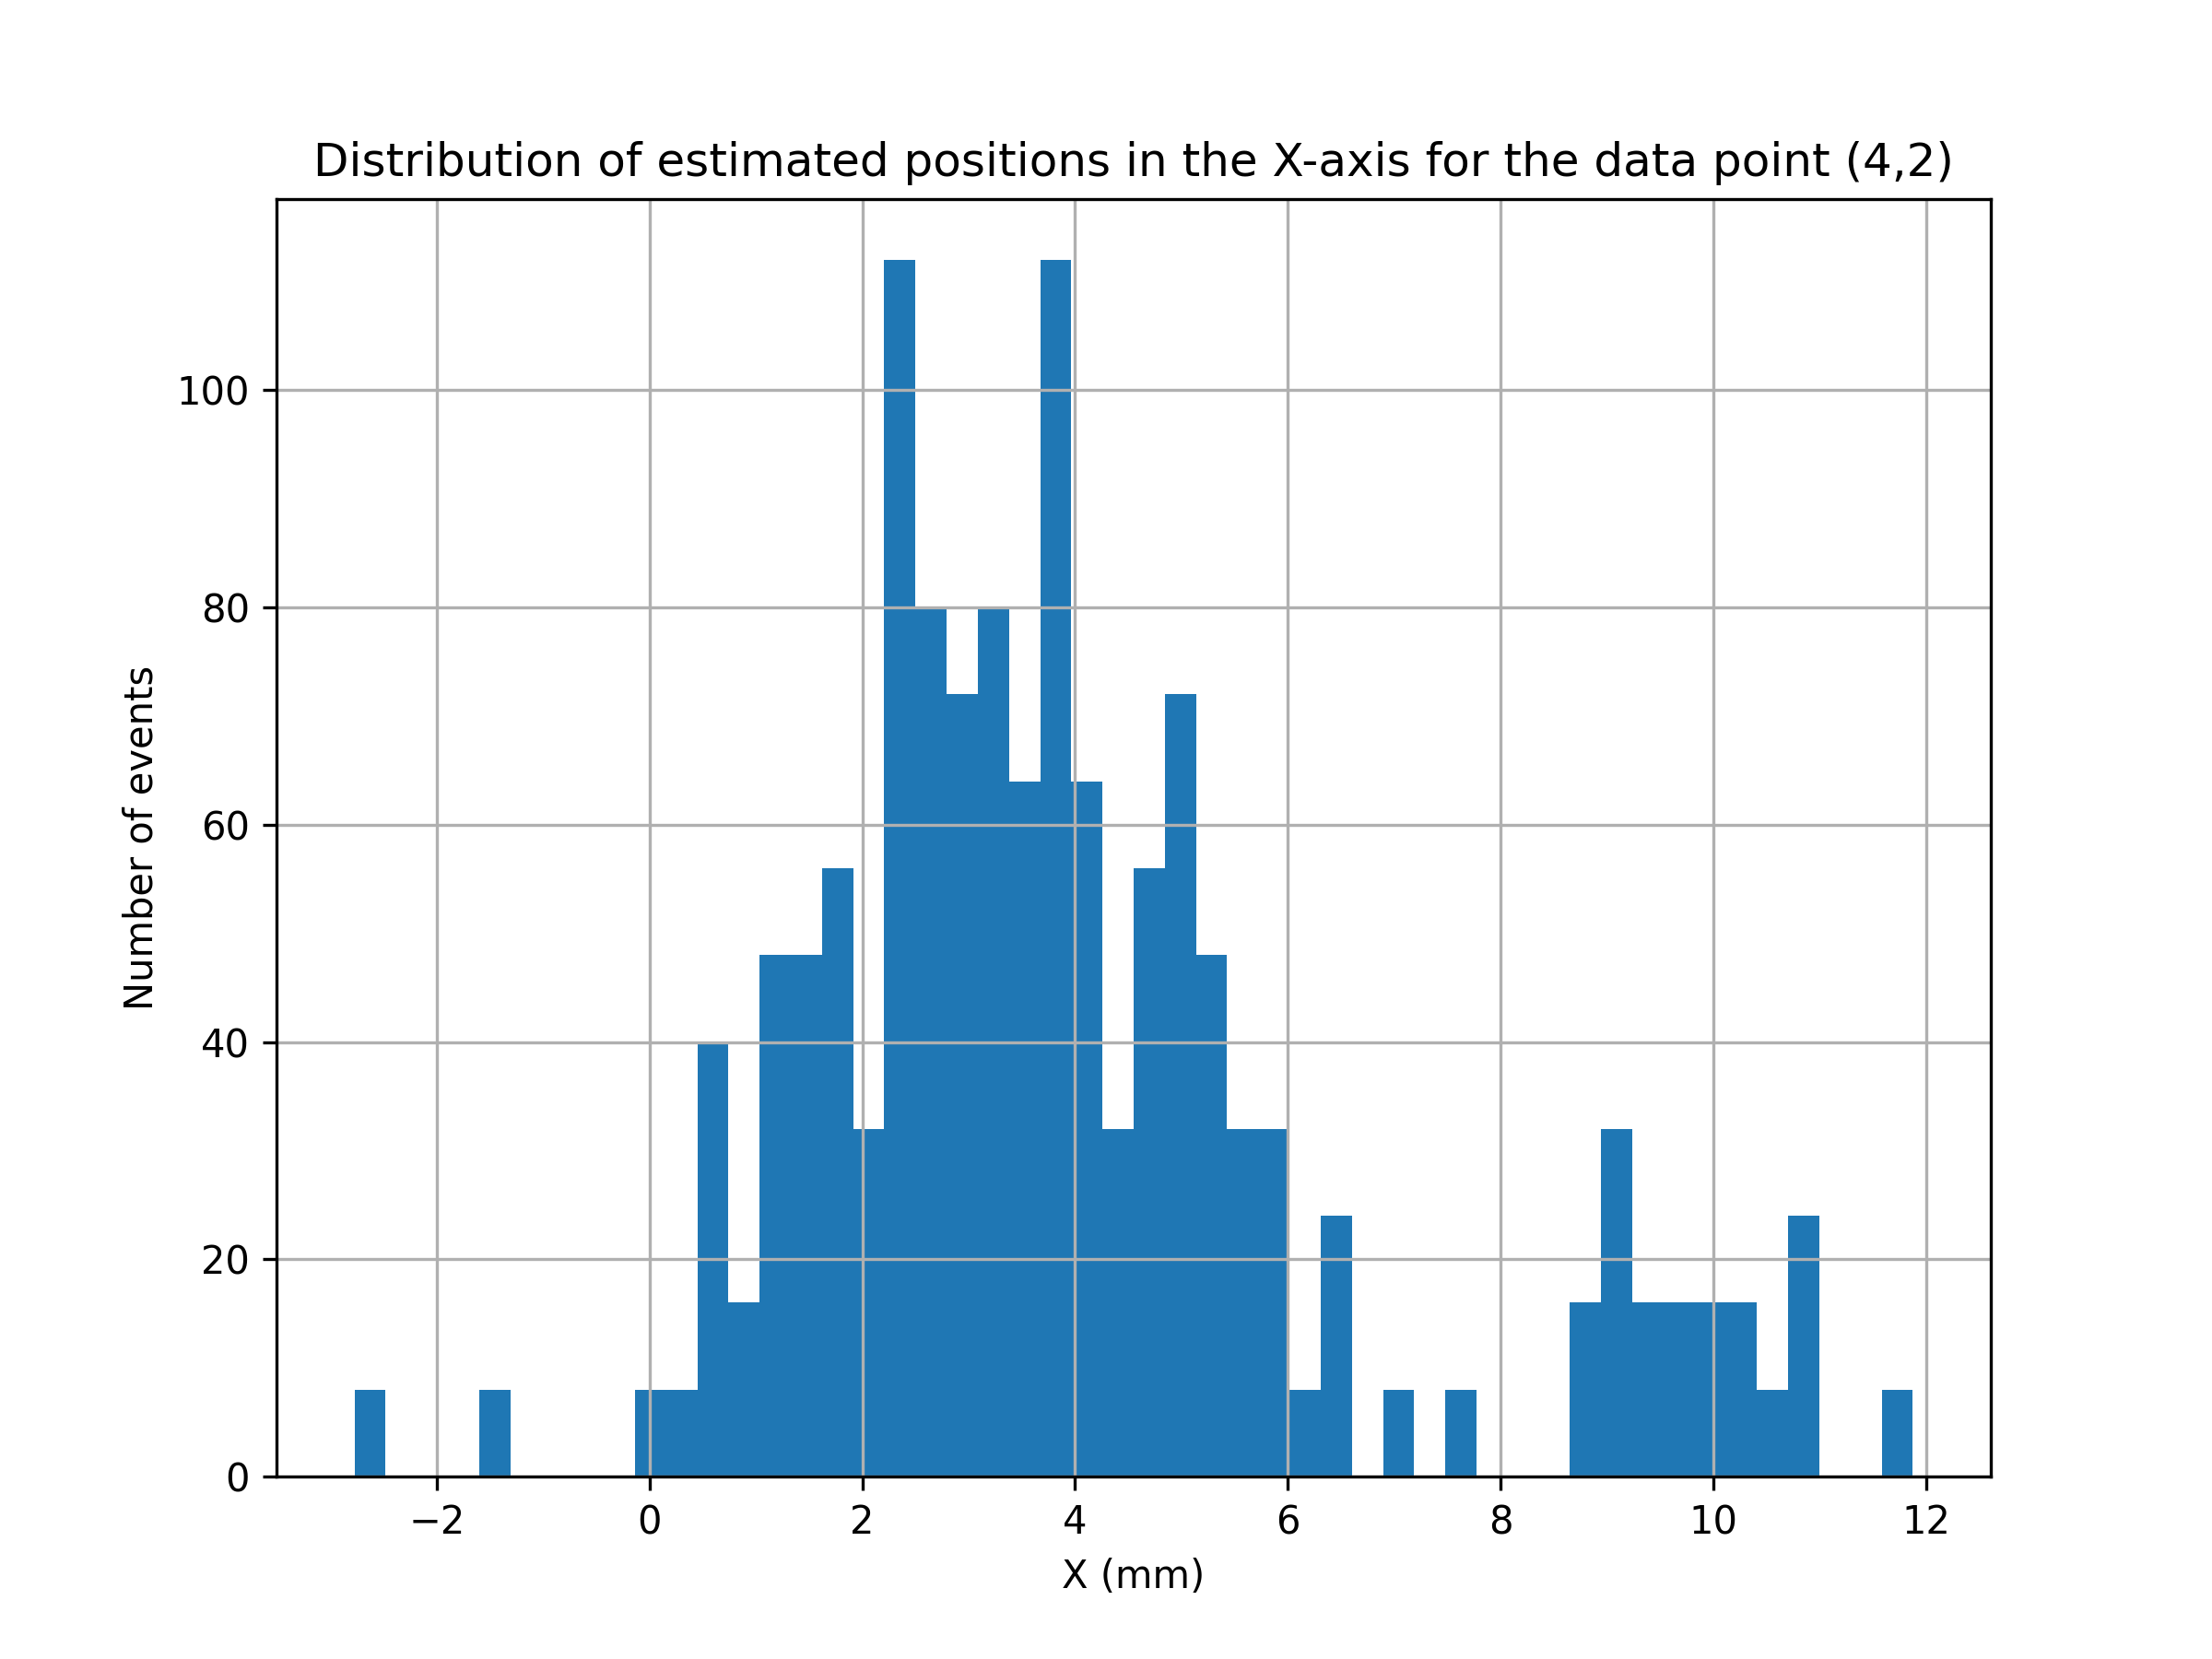 Distribution of estimated positions in the X-axis for the data point (4,2)
100
80
60
40
20
0
Number of events
−2 0 2 4 6 8 10 12
X (mm)